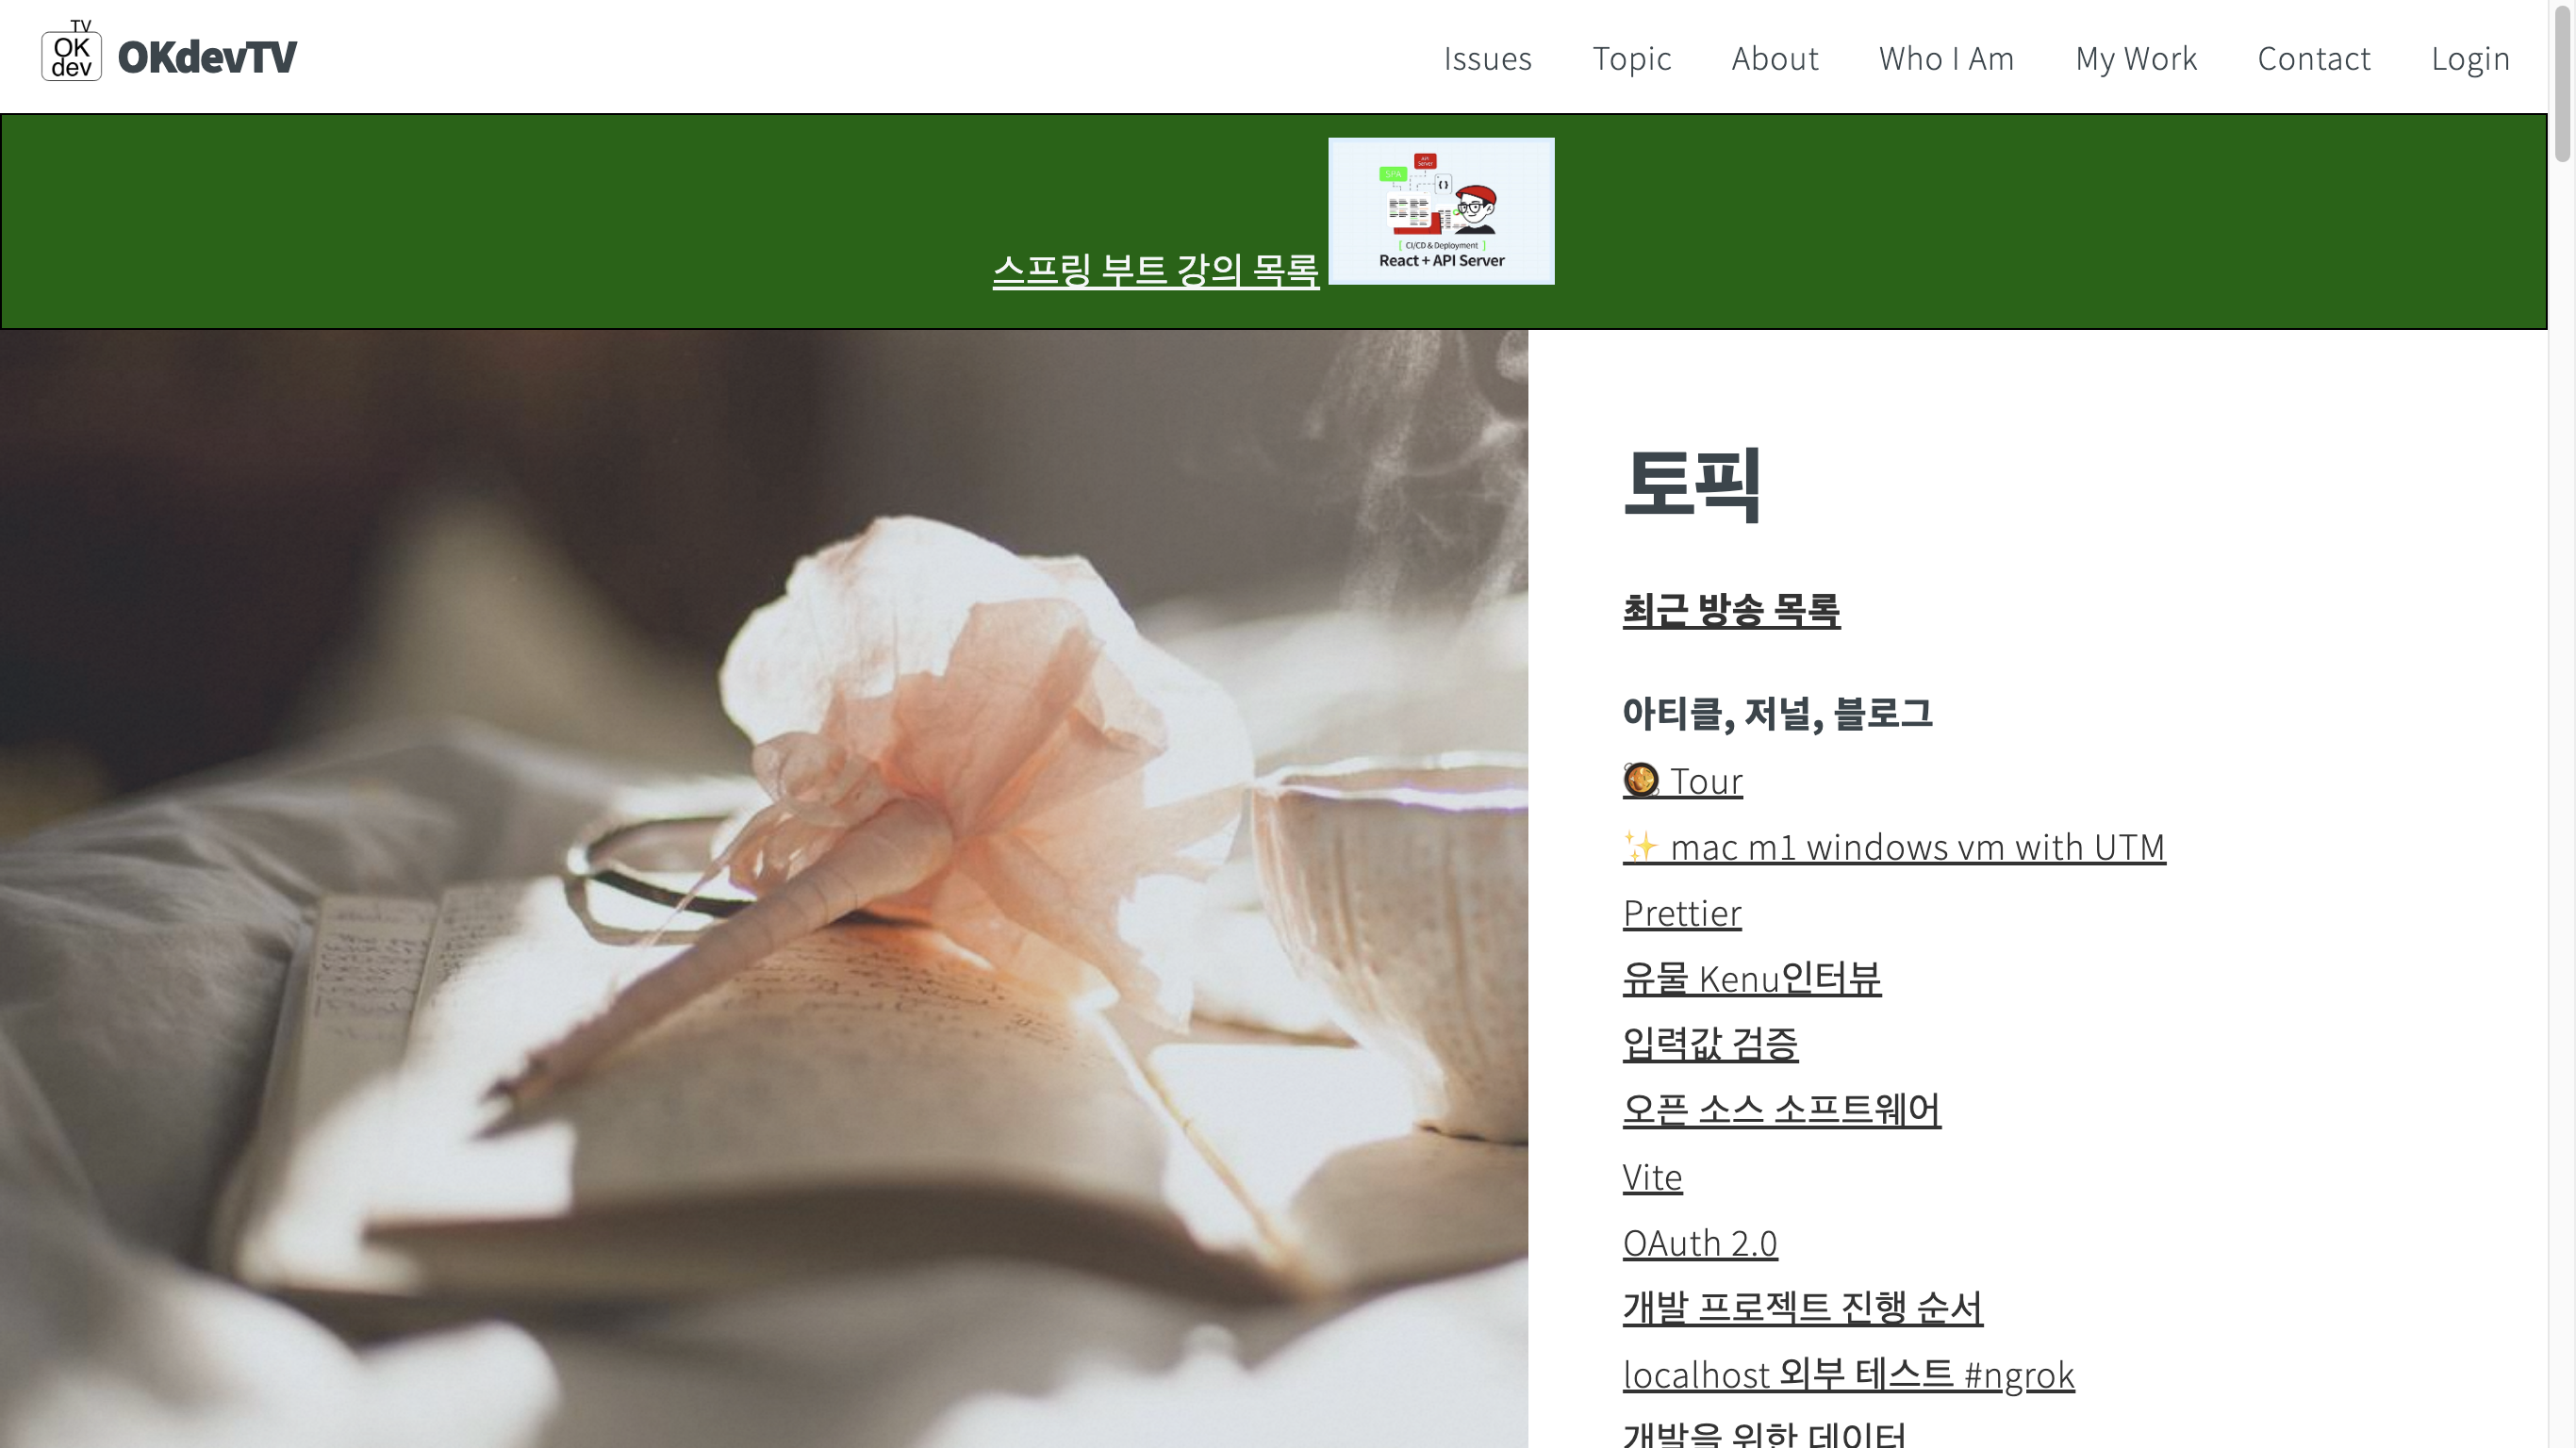 TV
OK
dev
OKdevTV
Issues
Topic
About
Who I Am
My Work
Contact
Login
스프링 부트 강의 목록
API
Server
SPA
{ }
[ CI/CD & Deployment ]
React + API Server
토픽
최근 방송 목록
아티클, 저널, 블로그
🥘 Tour
✨ mac m1 windows vm with UTM
Prettier
유물 Kenu인터뷰
입력값 검증
오픈 소스 소프트웨어
Vite
OAuth 2.0
개발 프로젝트 진행 순서
localhost 외부 테스트 #ngrok
개발을 위한 데이터